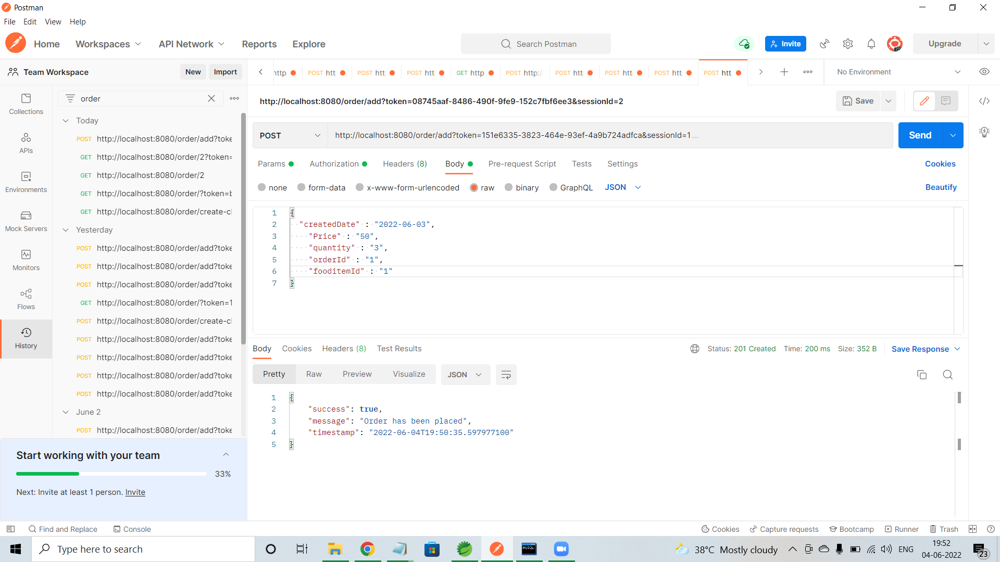 Postman
File Edit View Help
Home Workspaces API Network Reports Explore Search Postman Invite Upgrade
Team Workspace New Import
http POST htt POST htt POST htt GET http POST http:/ POST htt POST htt POST htt POST htt No Environment
order
http://localhost:8080/order/add?token=08745aaf-8486-490f-9fe9-152c7fbf6ee3&sessionId=2 Save
Collections
APIs
Environments
Mock Servers
Monitors
Flows
History
Today
POST http://localhost:8080/order/add?toke
GET http://localhost:8080/order/2?token=
GET http://localhost:8080/order/2
GET http://localhost:8080/order/?token=b
GET http://localhost:8080/order/create-cl
Yesterday
POST http://localhost:8080/order/add?toke
POST http://localhost:8080/order/add?toke
POST http://localhost:8080/order/add?toke
GET http://localhost:8080/order/?token=1
POST http://localhost:8080/order/create-cl
POST http://localhost:8080/order/add?toke
POST http://localhost:8080/order/add?toke
POST http://localhost:8080/order/add?toke
POST http://localhost:8080/order/add?toke
June 2
POST http://localhost:8080/order/add?toke
Start working with your team
33%
Next: Invite at least 1 person. Invite
POST http://localhost:8080/order/add?token=151e6335-3823-464e-93ef-4a9b724adfca&sessionId=1... Send
Params Authorization Headers (8) Body Pre-request Script Tests Settings Cookies
none form-data x-www-form-urlencoded raw binary GraphQL JSON Beautify
1 {
2 "createdDate" : "2022-06-03",
3 "Price" : "50",
4 "quantity" : "3",
5 "orderId" : "1",
6 "fooditemId" : "1"
7 }
Body Cookies Headers (8) Test Results Status: 201 Created Time: 200 ms Size: 352 B Save Response
Pretty Raw Preview Visualize JSON
1 {
2 "success": true,
3 "message": "Order has been placed",
4 "timestamp": "2022-06-04T19:50:35.597977100"
5 }
Find and Replace Console Cookies Capture requests Bootcamp Runner Trash
Type here to search MySQL 38°C Mostly cloudy ENG 19:52
04-06-2022 23